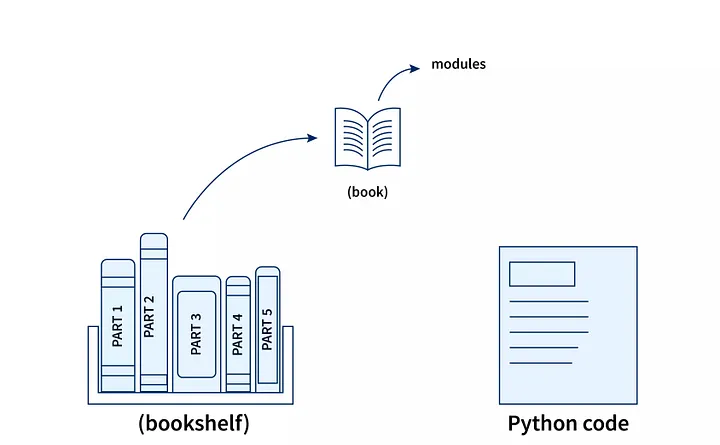 modules
(book)
PART 1
PART 2
PART 3
PART 4
PART 5
(bookshelf)
Python code